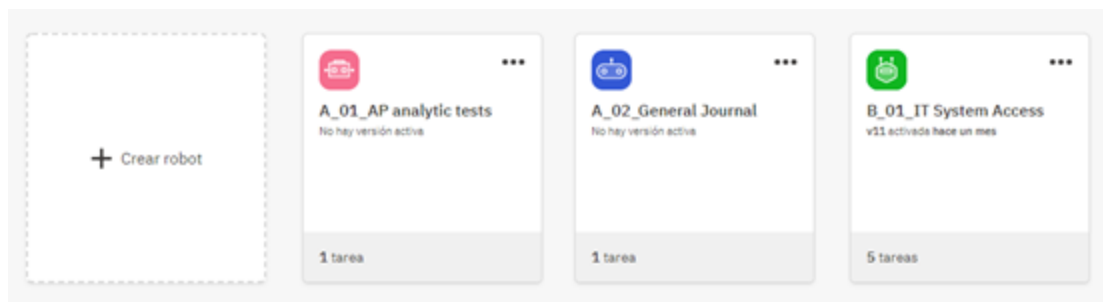 Crear robot
A_01_AP analytic tests
No hay versión activa
1 tarea
A_02_General Journal
No hay versión activa
1 tarea
B_01_IT System Access
v11 activada hace un mes
5 tareas